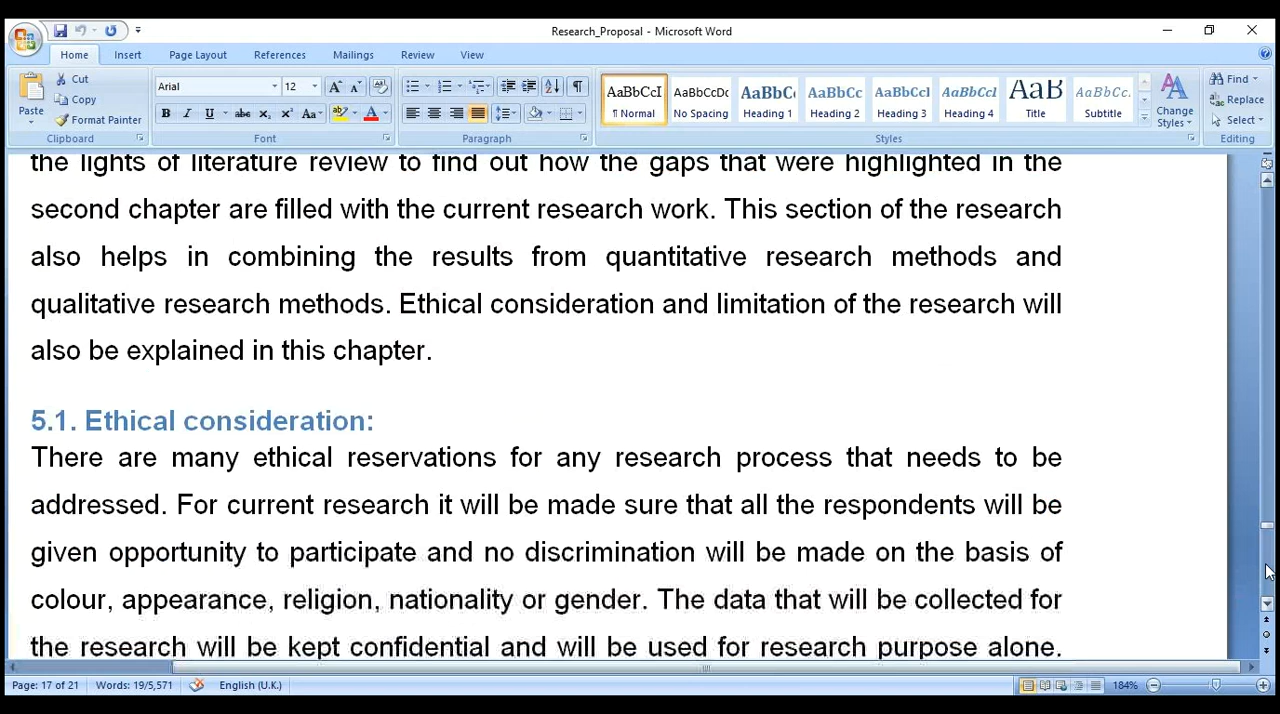 Research_Proposal - Microsoft Word
Home Insert Page Layout References Mailings Review View
Paste
Cut
Copy
Format Painter
Clipboard
Arial 12
B I U abc x₂ x² Aa
Font
Paragraph
AaBbCcI AaBbCcDc AaBbC AaBbCc AaBbCcI AaBbCcI AaB AaBbCc.
¶ Normal No Spacing Heading 1 Heading 2 Heading 3 Heading 4 Title Subtitle
Change Styles
Styles
Find
Replace
Select
Editing
the lights of literature review to find out how the gaps that were highlighted in the
second chapter are filled with the current research work. This section of the research
also helps in combining the results from quantitative research methods and
qualitative research methods. Ethical consideration and limitation of the research will
also be explained in this chapter.
5.1. Ethical consideration:
There are many ethical reservations for any research process that needs to be
addressed. For current research it will be made sure that all the respondents will be
given opportunity to participate and no discrimination will be made on the basis of
colour, appearance, religion, nationality or gender. The data that will be collected for
the research will be kept confidential and will be used for research purpose alone.
Page: 17 of 21 Words: 19/5,571 English (U.K.) 184%